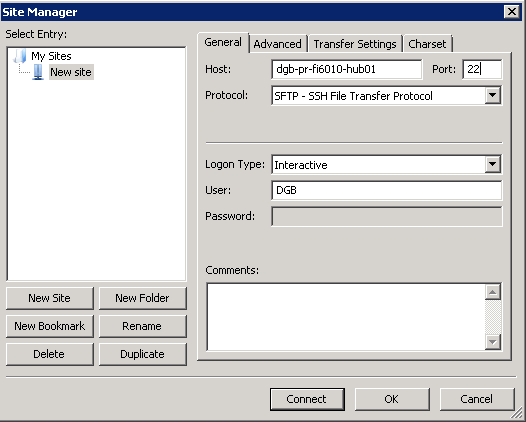 Site Manager
Select Entry:
My Sites
New site
New Site
New Folder
New Bookmark
Rename
Delete
Duplicate
General
Advanced
Transfer Settings
Charset
Host:
dgb-pr-fi6010-hub01
Port:
22
Protocol:
SFTP - SSH File Transfer Protocol
Logon Type:
Interactive
User:
DGB
Password:
Comments:
Connect
OK
Cancel